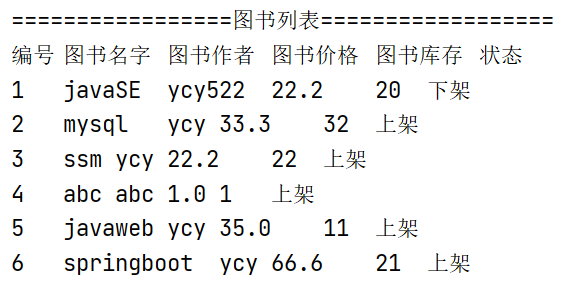 =================图书列表==================
编号 图书名字 图书作者 图书价格 图书库存 状态
1 javaSE ycy522 22.2 20 下架
2 mysql ycy 33.3 32 上架
3 ssm ycy 22.2 22 上架
4 abc abc 1.0 1 上架
5 javaweb ycy 35.0 11 上架
6 springboot ycy 66.6 21 上架